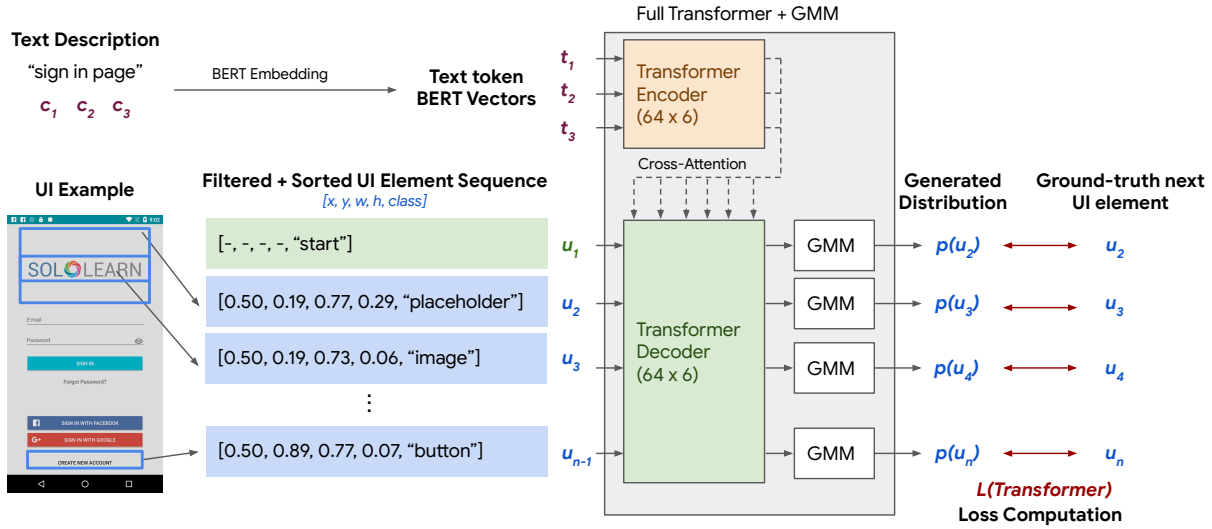 Full Transformer + GMM
Text Description
“sign in page”
c1 c2 c3
BERT Embedding
Text token
BERT Vectors
t1
t2
t3
Transformer
Encoder
(64 x 6)
Cross-Attention
UI Example
Filtered + Sorted UI Element Sequence
[x, y, w, h, class]
Generated
Distribution
Ground-truth next
UI element
9:02
SOLOLEARN
E-mail
Password
SIGN IN
Forgot Password?
SIGN IN WITH FACEBOOK
G+ SIGN IN WITH GOOGLE
CREATE NEW ACCOUNT
[-, -, -, -, “start”]
u1
GMM
p(u2)
u2
[0.50, 0.19, 0.77, 0.29, “placeholder”]
u2
GMM
p(u3)
u3
Transformer
Decoder
(64 x 6)
[0.50, 0.19, 0.73, 0.06, “image”]
u3
GMM
p(u4)
u4
⋮
[0.50, 0.89, 0.77, 0.07, “button”]
un-1
GMM
p(un)
un
L(Transformer)
Loss Computation